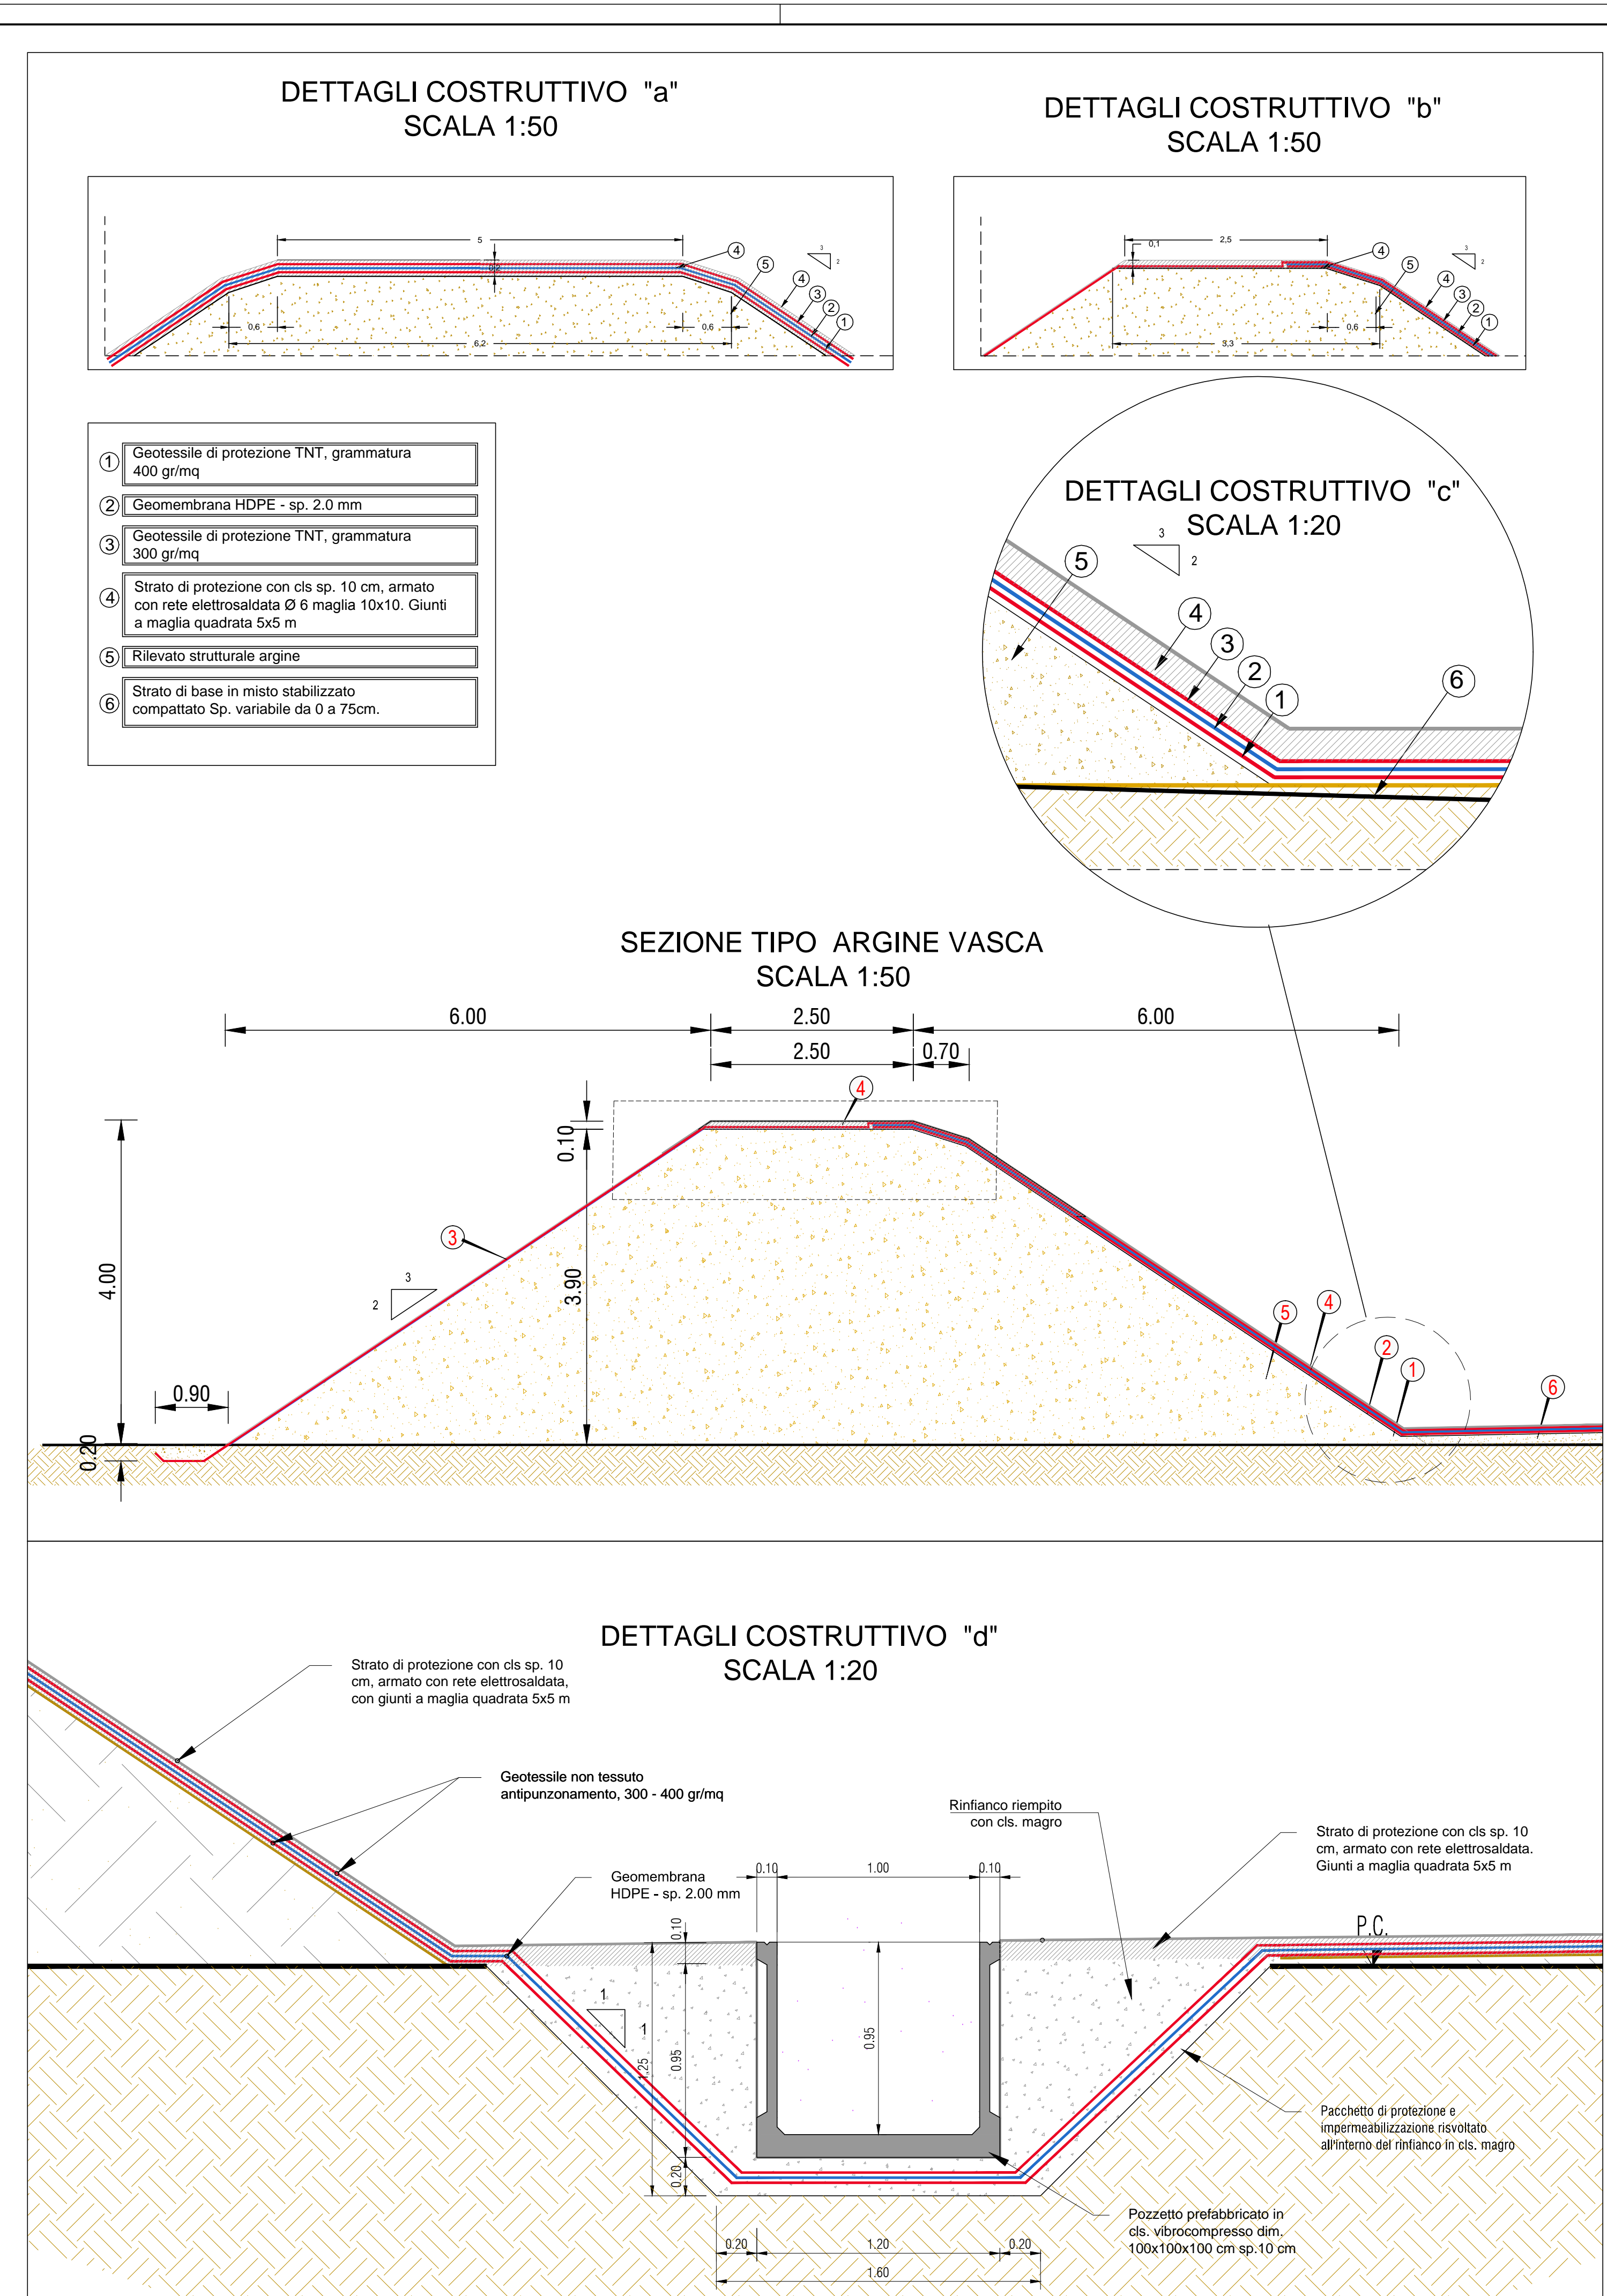 DETTAGLI COSTRUTTIVO "a"
SCALA 1:50
DETTAGLI COSTRUTTIVO "b"
SCALA 1:50
5
0,2
0,6
0,6
6,2
4
5
4
3
2
1
3
2
0,1
2,5
0,6
3,3
4
5
4
3
2
1
3
2
1
Geotessile di protezione TNT, grammatura
400 gr/mq
2
Geomembrana HDPE - sp. 2.0 mm
3
Geotessile di protezione TNT, grammatura
300 gr/mq
4
Strato di protezione con cls sp. 10 cm, armato
con rete elettrosaldata Ø 6 maglia 10x10. Giunti
a maglia quadrata 5x5 m
5
Rilevato strutturale argine
6
Strato di base in misto stabilizzato
compattato Sp. variabile da 0 a 75cm.
DETTAGLI COSTRUTTIVO "c"
SCALA 1:20
3
2
5
4
3
2
1
6
SEZIONE TIPO ARGINE VASCA
SCALA 1:50
6.00
2.50
6.00
2.50
0.70
4
0.10
3
4.00
3.90
3
2
5
4
2
1
6
0.90
0.20
DETTAGLI COSTRUTTIVO "d"
SCALA 1:20
Strato di protezione con cls sp. 10
cm, armato con rete elettrosaldata,
con giunti a maglia quadrata 5x5 m
Geotessile non tessuto
antipunzonamento, 300 - 400 gr/mq
Rinfianco riempito
con cls. magro
Strato di protezione con cls sp. 10
cm, armato con rete elettrosaldata.
Giunti a maglia quadrata 5x5 m
Geomembrana
HDPE - sp. 2.00 mm
0.10
1.00
0.10
0.10
P.C.
1
1
1.25
0.95
0.95
0.20
Pacchetto di protezione e
impermeabilizzazione risvoltato
all'interno del rinfianco in cls. magro
Pozzetto prefabbricato in
cls. vibrocompresso dim.
100x100x100 cm sp.10 cm
0.20
1.20
0.20
1.60